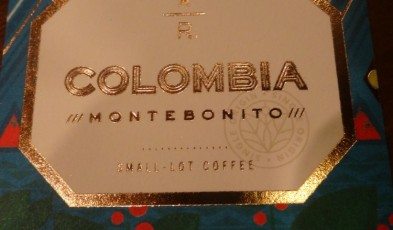 R
COLOMBIA
/// MONTEBONITO ///
SMALL-LOT COFFEE